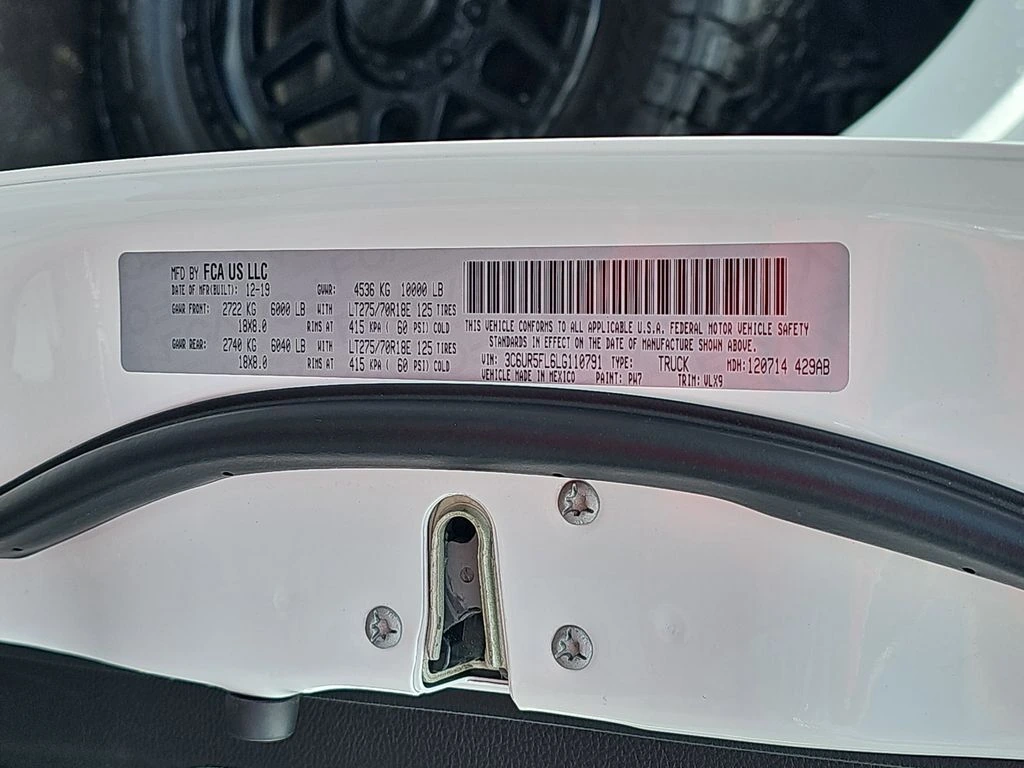 MFD BY FCA US LLC
DATE OF MFR(BUILT): 12-19 GVWR: 4536 KG 10000 LB
GAWR FRONT: 2722 KG 6000 LB WITH LT275/70R18E 125 TIRES
18X8.0 RIMS AT 415 KPA ( 60 PSI) COLD
GAWR REAR: 2740 KG 6040 LB WITH LT275/70R18E 125 TIRES
18X8.0 RIMS AT 415 KPA ( 60 PSI) COLD
THIS VEHICLE CONFORMS TO ALL APPLICABLE U.S.A. FEDERAL MOTOR VEHICLE SAFETY
STANDARDS IN EFFECT ON THE DATE OF MANUFACTURE SHOWN ABOVE.
VIN: 3C6UR5FL6LG110791 TYPE: TRUCK MDH:120714 429AB
VEHICLE MADE IN MEXICO PAINT: PW7 TRIM: VLX9